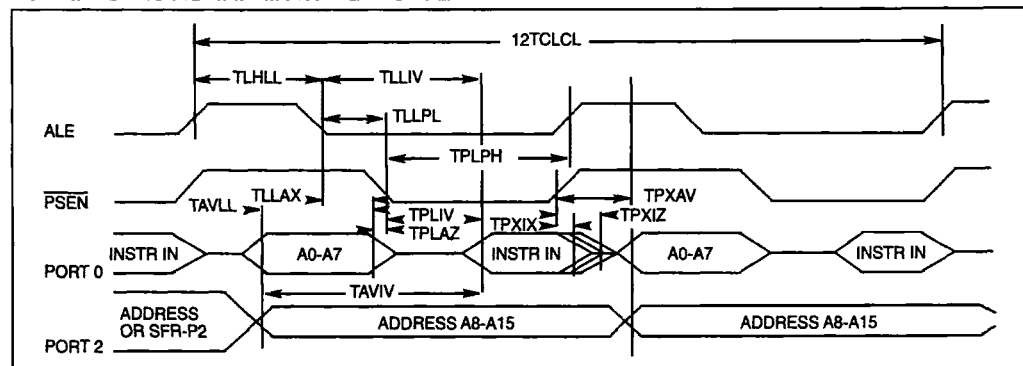 12TCLCL
TLHLL
TLLIV
TLLPL
ALE
TPLPH
PSEN
TLLAX
TPXAV
TAVLL
TPLIV
TPXIZ
TPLAZ
TPXIX
INSTR IN
A0-A7
INSTR IN
A0-A7
INSTR IN
PORT 0
TAVIV
ADDRESS
OR SFR-P2
ADDRESS A8-A15
ADDRESS A8-A15
PORT 2